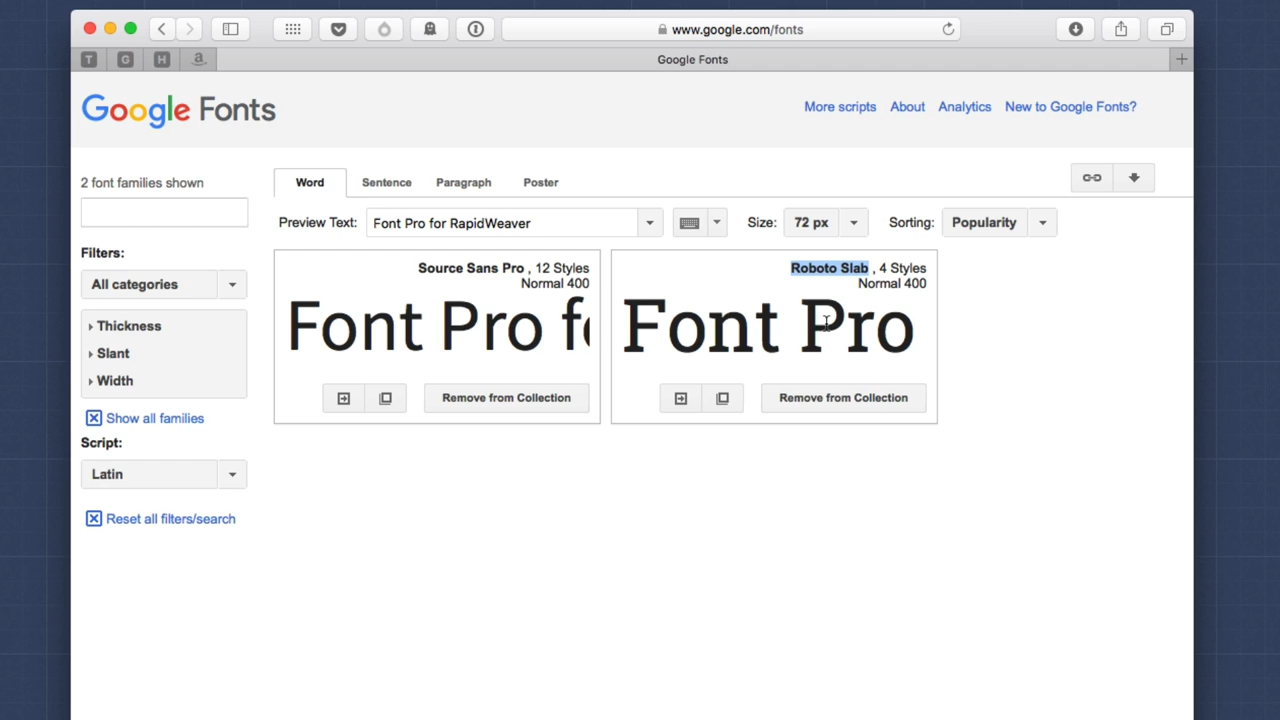 www.google.com/fonts
T G H a
Google Fonts
Google Fonts
More scripts About Analytics New to Google Fonts?
2 font families shown
Word Sentence Paragraph Poster
Preview Text: Font Pro for RapidWeaver Size: 72 px Sorting: Popularity
Filters:
All categories
Thickness
Slant
Width
Show all families
Script:
Latin
Reset all filters/search
Source Sans Pro , 12 Styles
Normal 400
Font Pro fo
Remove from Collection
Roboto Slab , 4 Styles
Normal 400
Font Pro
Remove from Collection